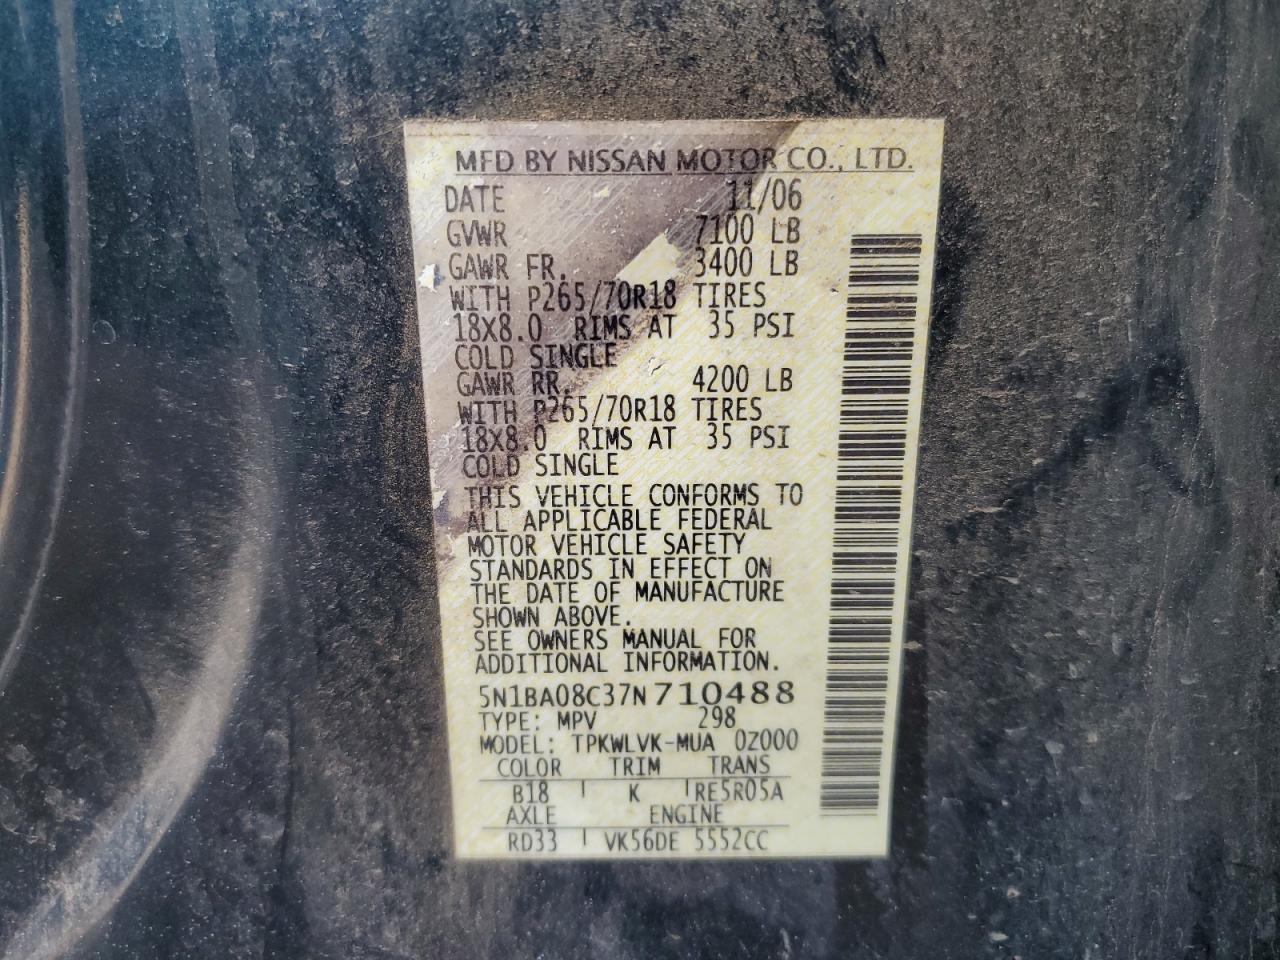 MFD BY NISSAN MOTOR CO., LTD.
DATE 11/06
GVWR 7100 LB
GAWR FR. 3400 LB
WITH P265/70R18 TIRES
18X8.0 RIMS AT 35 PSI
COLD SINGLE
GAWR RR. 4200 LB
WITH P265/70R18 TIRES
18X8.0 RIMS AT 35 PSI
COLD SINGLE
THIS VEHICLE CONFORMS TO
ALL APPLICABLE FEDERAL
MOTOR VEHICLE SAFETY
STANDARDS IN EFFECT ON
THE DATE OF MANUFACTURE
SHOWN ABOVE.
SEE OWNERS MANUAL FOR
ADDITIONAL INFORMATION.
5N1BA08C37N710488
TYPE: MPV 298
MODEL: TPKWLVK-MUA 0Z000
COLOR TRIM TRANS
B18 K RE5R05A
AXLE ENGINE
RD33 VK56DE 5552CC